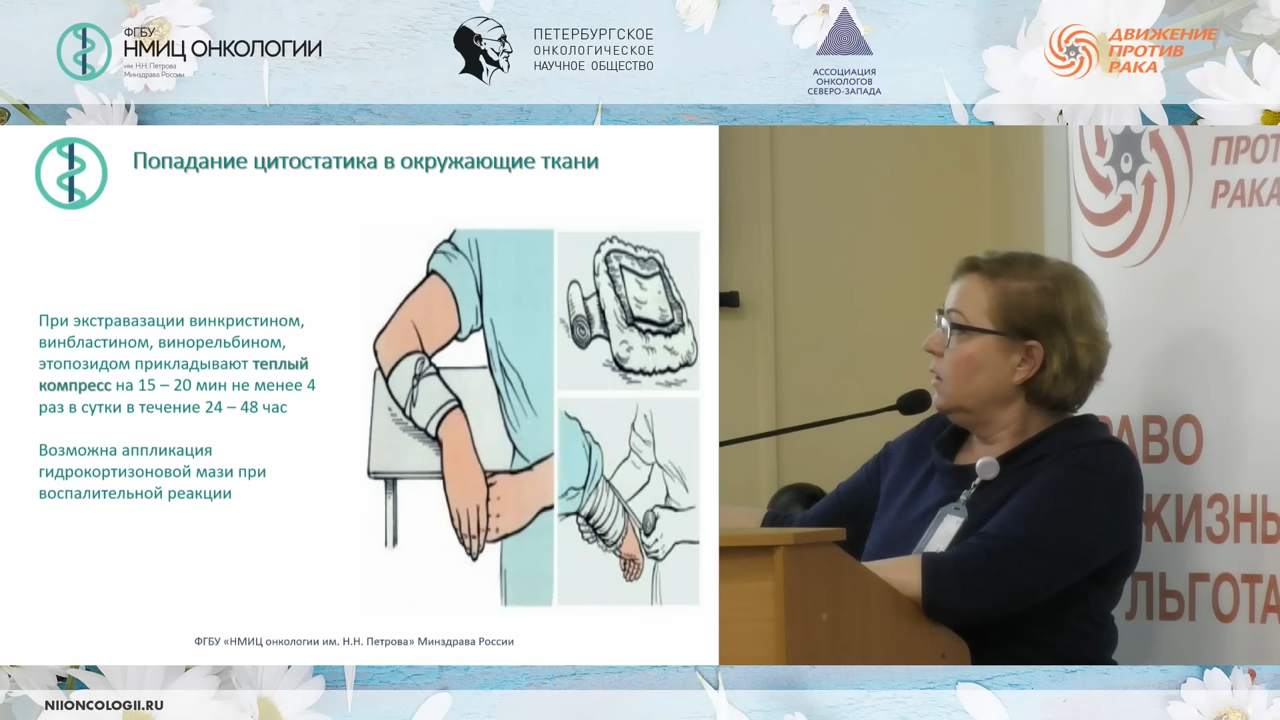 ФГБУ
НМИЦ ОНКОЛОГИИ
им. Н.Н. Петрова
Минздрава России
ПЕТЕРБУРГСКОЕ
ОНКОЛОГИЧЕСКОЕ
НАУЧНОЕ ОБЩЕСТВО
АССОЦИАЦИЯ
ОНКОЛОГОВ
СЕВЕРО-ЗАПАДА
ДВИЖЕНИЕ
ПРОТИВ
РАКА
Попадание цитостатика в окружающие ткани
При экстравазации винкристином,
винбластином, винорельбином,
этопозидом прикладывают теплый
компресс на 15 – 20 мин не менее 4
раз в сутки в течение 24 – 48 час
Возможна аппликация
гидрокортизоновой мази при
воспалительной реакции
ФГБУ «НМИЦ онкологии им. Н.Н. Петрова» Минздрава России
ПРОТ
РАКА
РАВО
ЖИЗНЬ
ЛЬГОТА
NIIONCOLOGII.RU